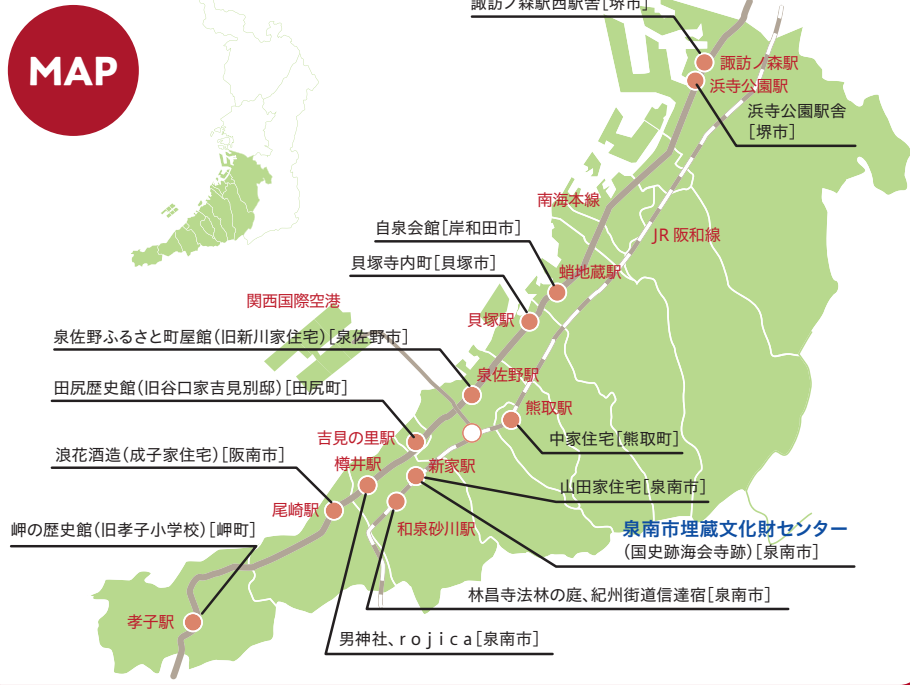 MAP
諏訪ノ森駅西駅舎[堺市]
諏訪ノ森駅
浜寺公園駅
浜寺公園駅舎
[堺市]
南海本線
自泉会館[岸和田市]
JR 阪和線
貝塚寺内町[貝塚市]
蛸地蔵駅
関西国際空港
貝塚駅
泉佐野ふるさと町屋館(旧新川家住宅)[泉佐野市]
泉佐野駅
田尻歴史館(旧谷口家吉見別邸)[田尻町]
熊取駅
吉見の里駅
中家住宅[熊取町]
浪花酒造(成子家住宅)[阪南市]
樽井駅
新家駅
山田家住宅[泉南市]
尾崎駅
和泉砂川駅
泉南市埋蔵文化財センター
(国史跡海会寺跡)[泉南市]
岬の歴史館(旧孝子小学校)[岬町]
林昌寺法林の庭、紀州街道信達宿[泉南市]
孝子駅
男神社、rojica[泉南市]